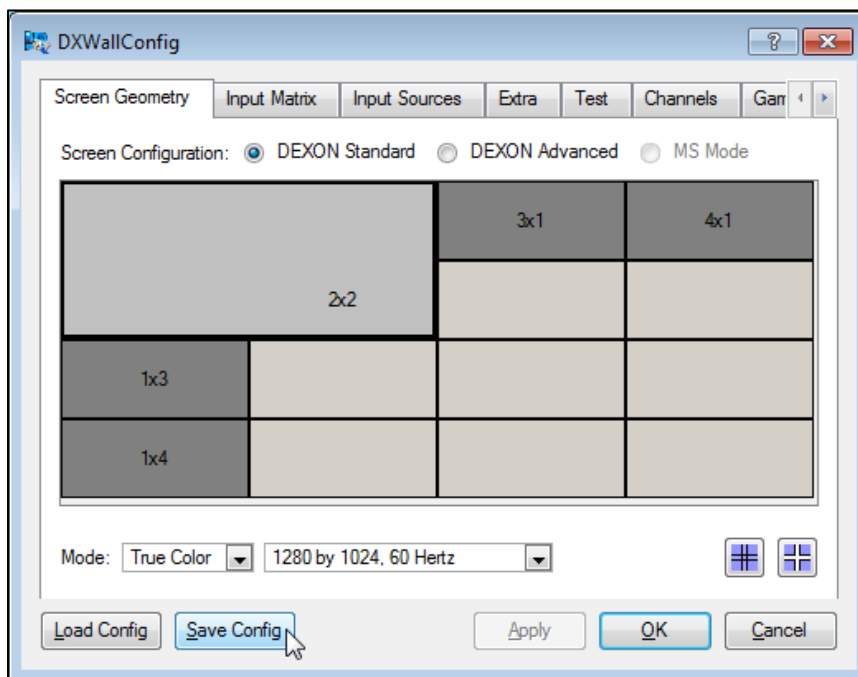 DXWallConfig
Screen Geometry Input Matrix Input Sources Extra Test Channels Gam
Screen Configuration: DEXON Standard DEXON Advanced MS Mode
3x1 4x1
2x2
1x3
1x4
Mode: True Color 1280 by 1024, 60 Hertz
Load Config Save Config Apply OK Cancel